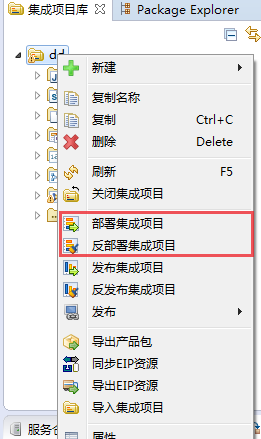 集成项目库 Package Explorer
dd
新建
复制名称
复制 Ctrl+C
删除 Delete
刷新 F5
关闭集成项目
部署集成项目
反部署集成项目
发布集成项目
反发布集成项目
发布
导出产品包
同步EIP资源
导出EIP资源
导入集成项目
属性
服务